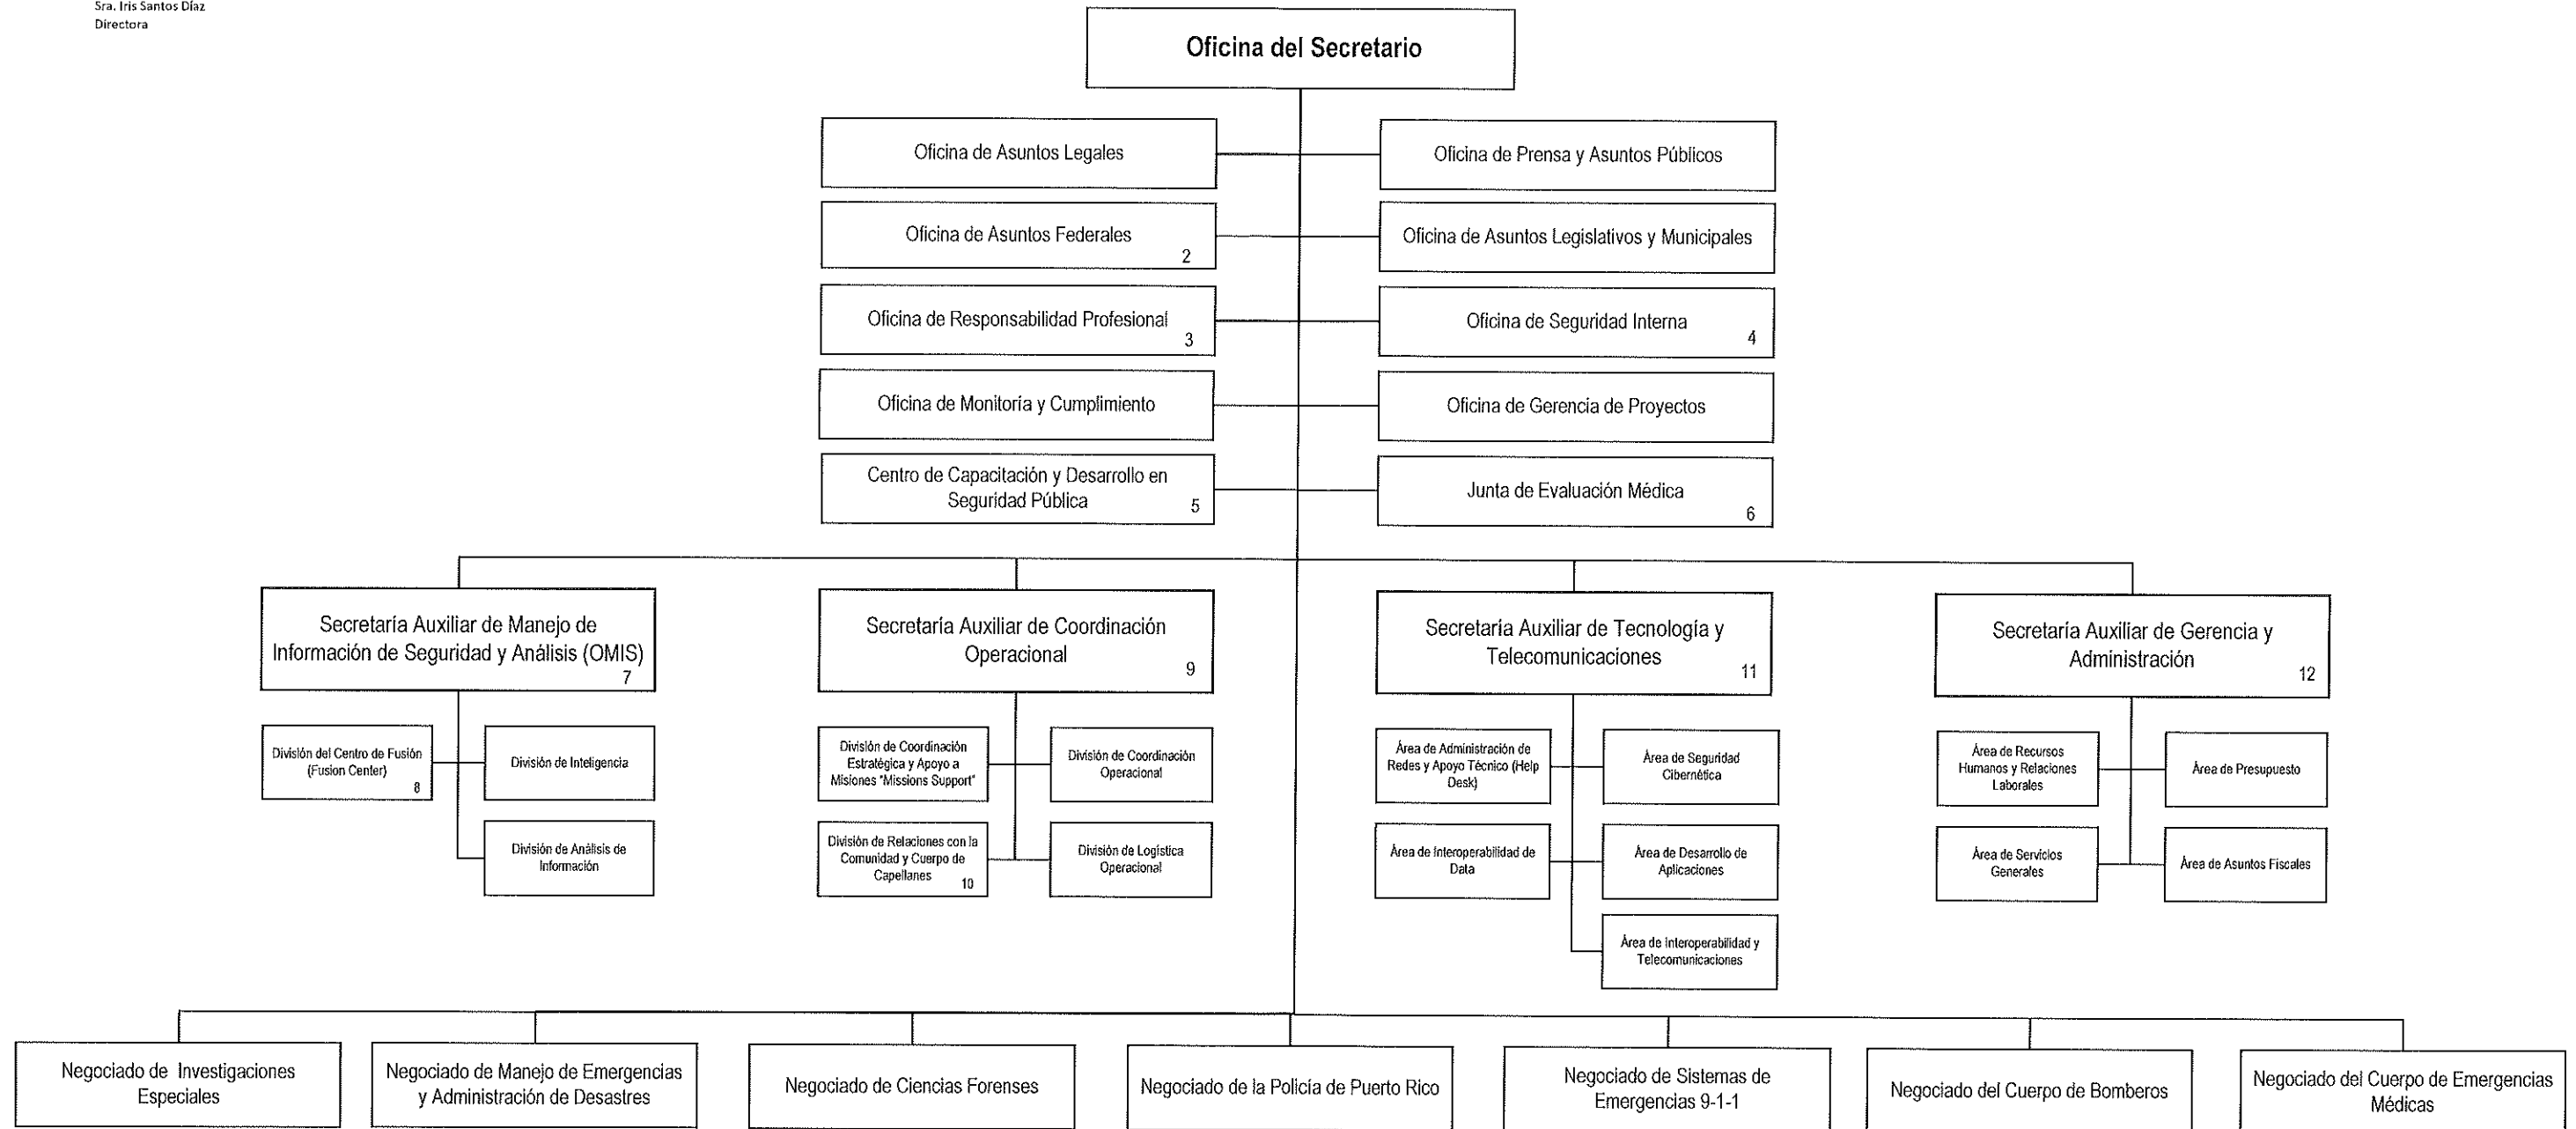 Sra. Iris Santos Díaz
Directora
Oficina del Secretario
Oficina de Asuntos Legales
Oficina de Prensa y Asuntos Públicos
Oficina de Asuntos Federales
2
Oficina de Asuntos Legislativos y Municipales
Oficina de Responsabilidad Profesional
3
Oficina de Seguridad Interna
4
Oficina de Monitoría y Cumplimiento
Oficina de Gerencia de Proyectos
Centro de Capacitación y Desarrollo en
Seguridad Pública
5
Junta de Evaluación Médica
6
Secretaría Auxiliar de Manejo de
Información de Seguridad y Análisis (OMIS)
7
Secretaría Auxiliar de Coordinación
Operacional
9
Secretaría Auxiliar de Tecnología y
Telecomunicaciones
11
Secretaría Auxiliar de Gerencia y
Administración
12
División del Centro de Fusión
(Fusion Center)
8
División de Inteligencia
División de Análisis de
Información
División de Coordinación
Estratégica y Apoyo a
Misiones "Missions Support"
División de Coordinación
Operacional
División de Relaciones con la
Comunidad y Cuerpo de
Capellanes
10
División de Logística
Operacional
Área de Administración de
Redes y Apoyo Técnico (Help
Desk)
Área de Seguridad
Cibernética
Área de Interoperabilidad de
Data
Área de Desarrollo de
Aplicaciones
Área de Interoperabilidad y
Telecomunicaciones
Área de Recursos
Humanos y Relaciones
Laborales
Área de Presupuesto
Área de Servicios
Generales
Área de Asuntos Fiscales
Negociado de Investigaciones
Especiales
Negociado de Manejo de Emergencias
y Administración de Desastres
Negociado de Ciencias Forenses
Negociado de la Policía de Puerto Rico
Negociado de Sistemas de
Emergencias 9-1-1
Negociado del Cuerpo de Bomberos
Negociado del Cuerpo de Emergencias
Médicas